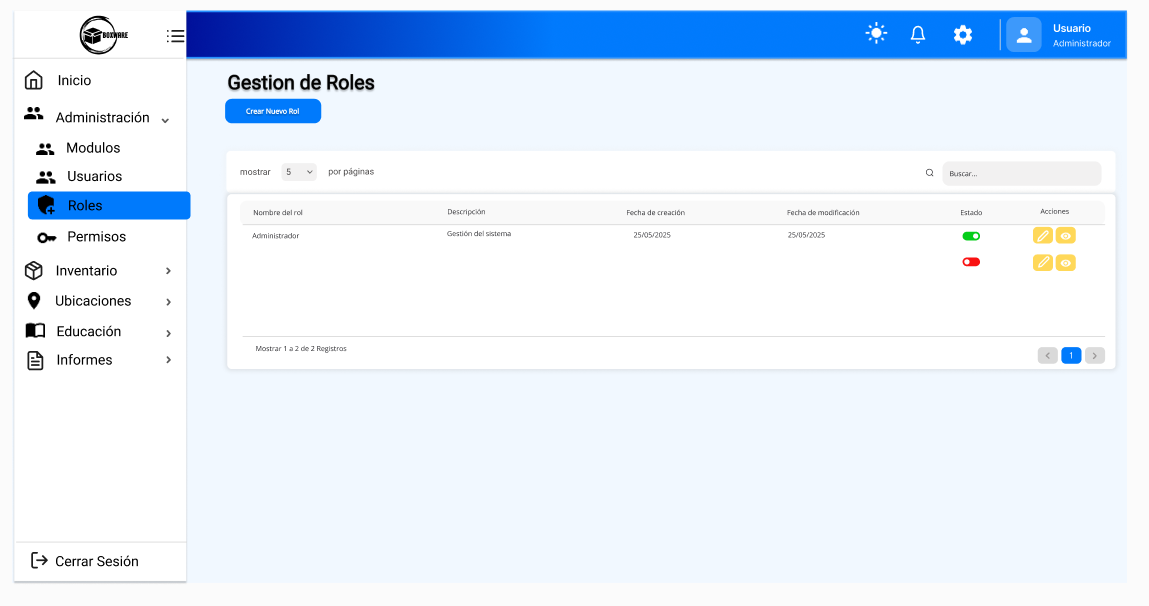 BOXWARE
Usuario
Administrador
Inicio
Administración
Modulos
Usuarios
Roles
Permisos
Inventario
Ubicaciones
Educación
Informes
Cerrar Sesión
Gestion de Roles
Crear Nuevo Rol
mostrar 5 por páginas
Buscar...
Nombre del rol Descripción Fecha de creación Fecha de modificación Estado Acciones
Administrador Gestión del sistema 25/05/2025 25/05/2025
Mostrar 1 a 2 de 2 Registros
< 1 >